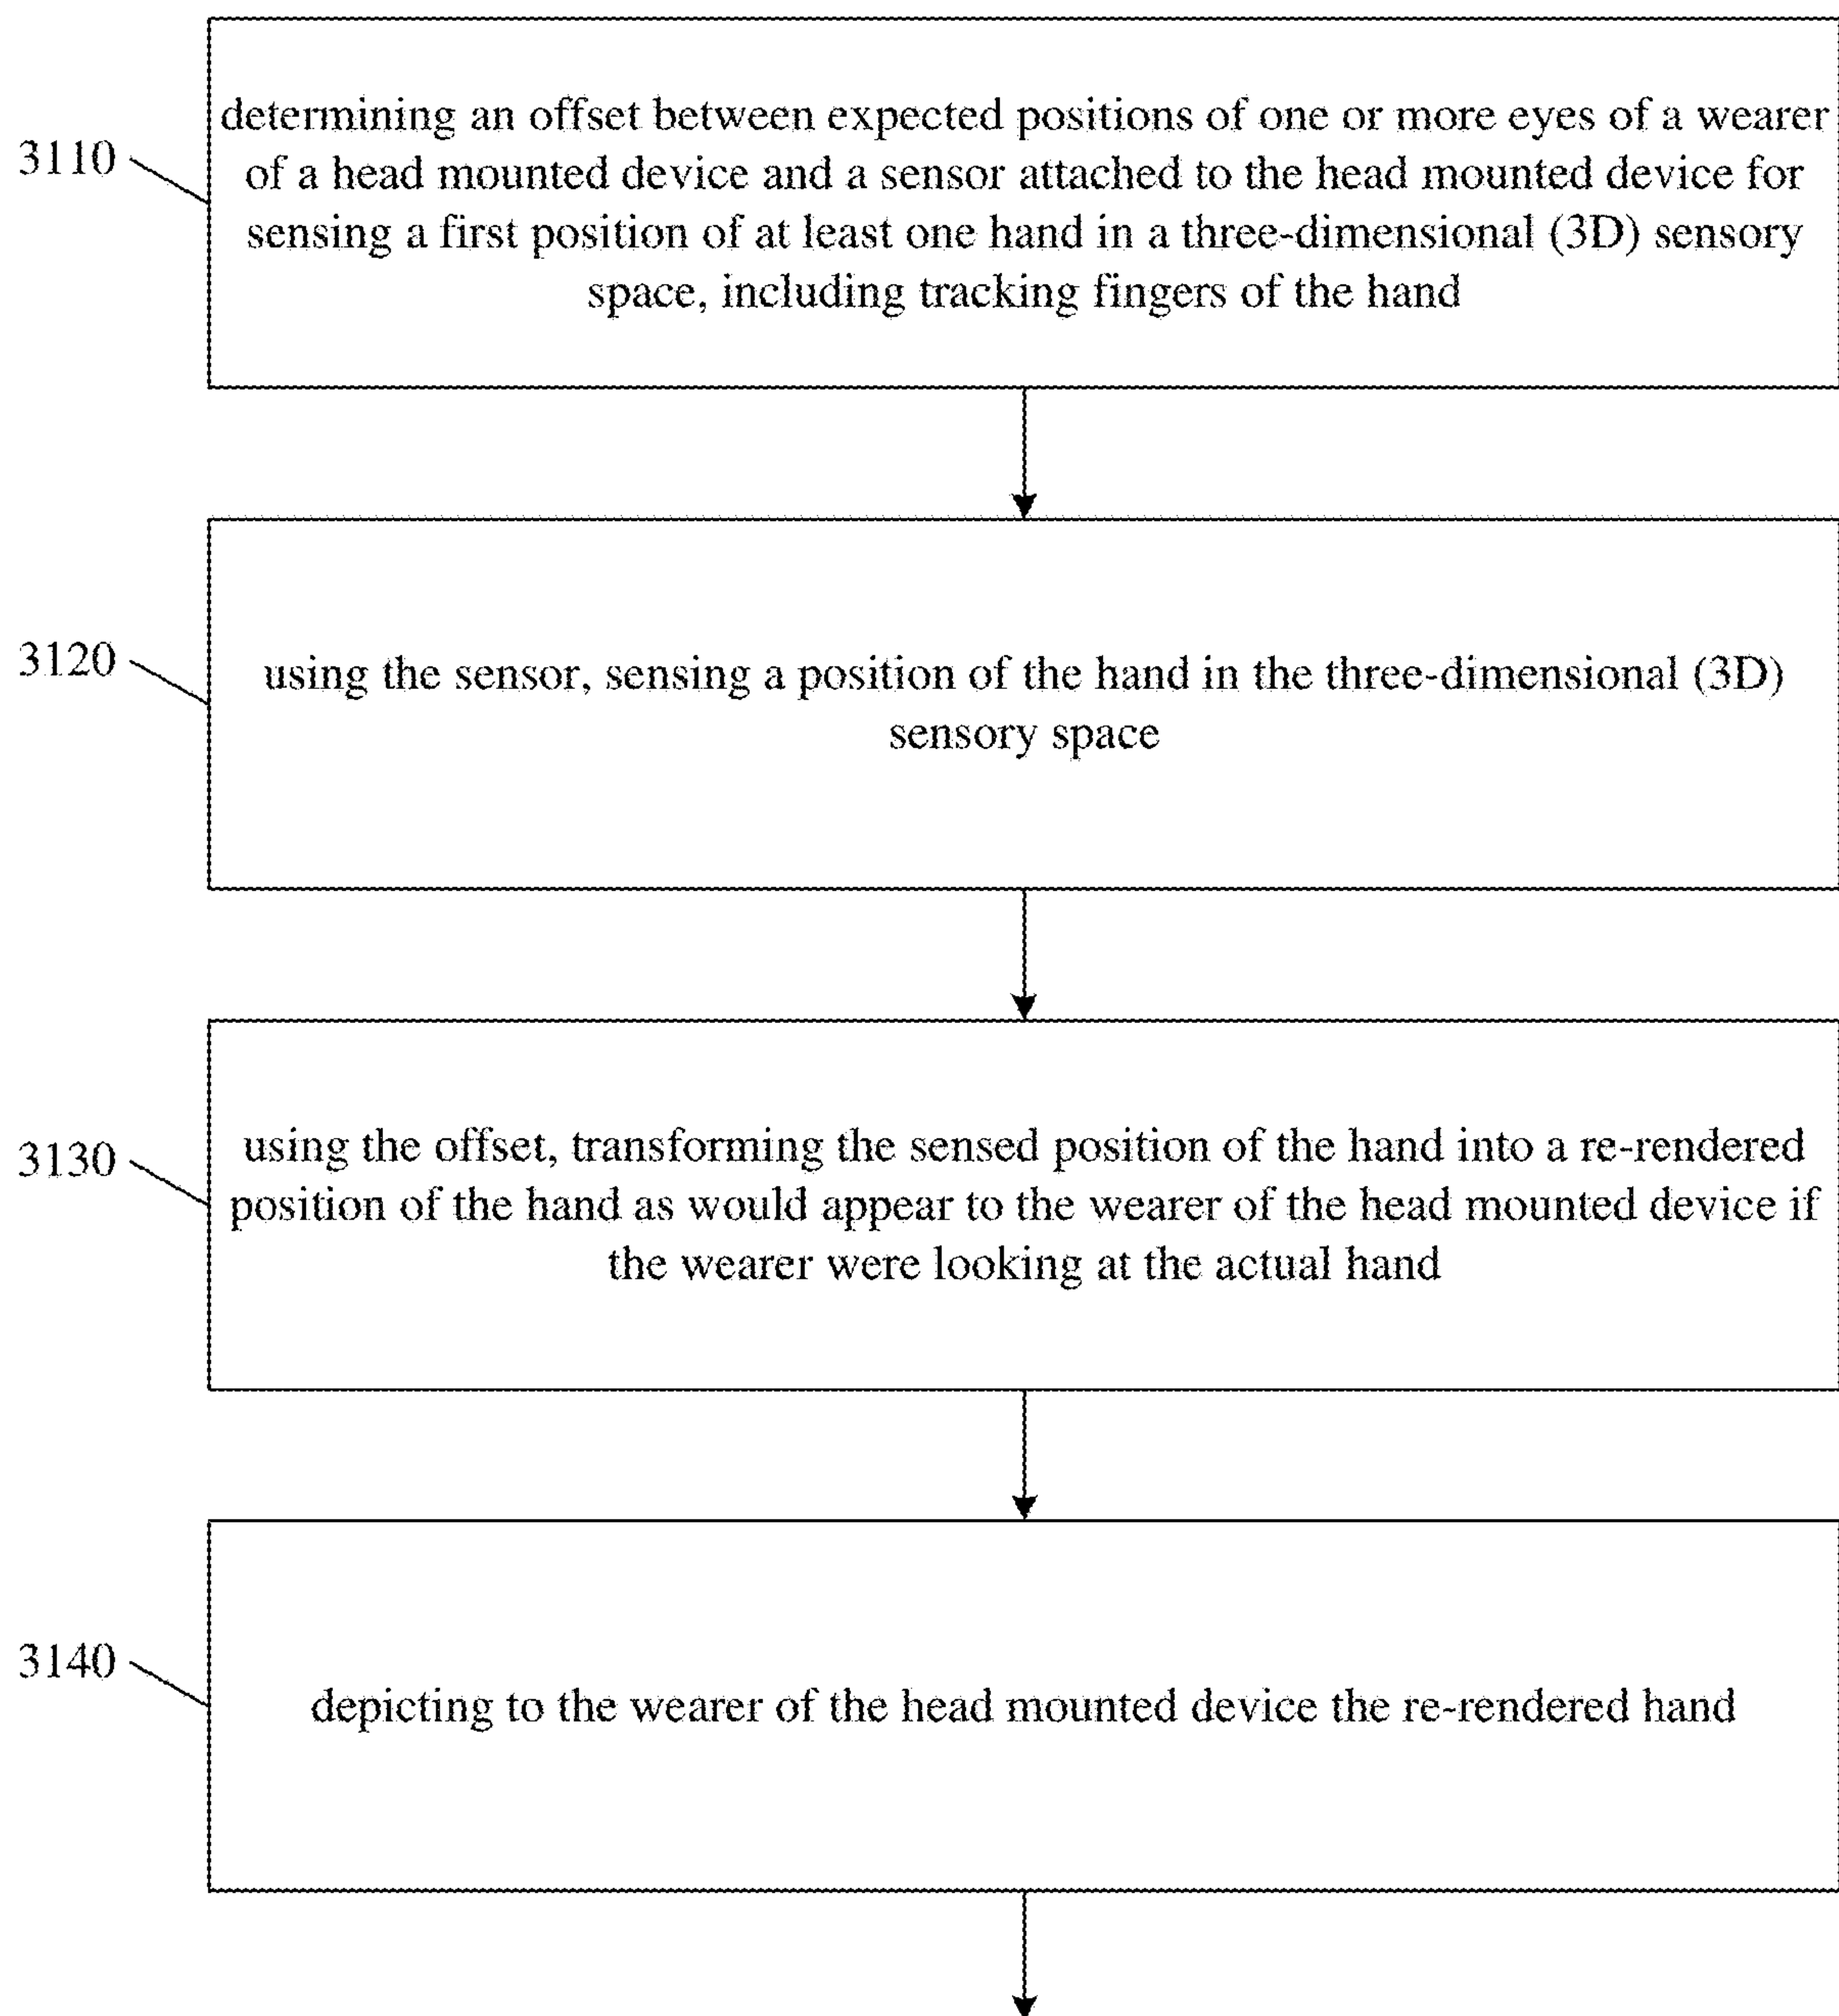 3110
determining an offset between expected positions of one or more eyes of a wearer
of a head mounted device and a sensor attached to the head mounted device for
sensing a first position of at least one hand in a three-dimensional (3D) sensory
space, including tracking fingers of the hand
3120
using the sensor, sensing a position of the hand in the three-dimensional (3D)
sensory space
3130
using the offset, transforming the sensed position of the hand into a re-rendered
position of the hand as would appear to the wearer of the head mounted device if
the wearer were looking at the actual hand
3140
depicting to the wearer of the head mounted device the re-rendered hand